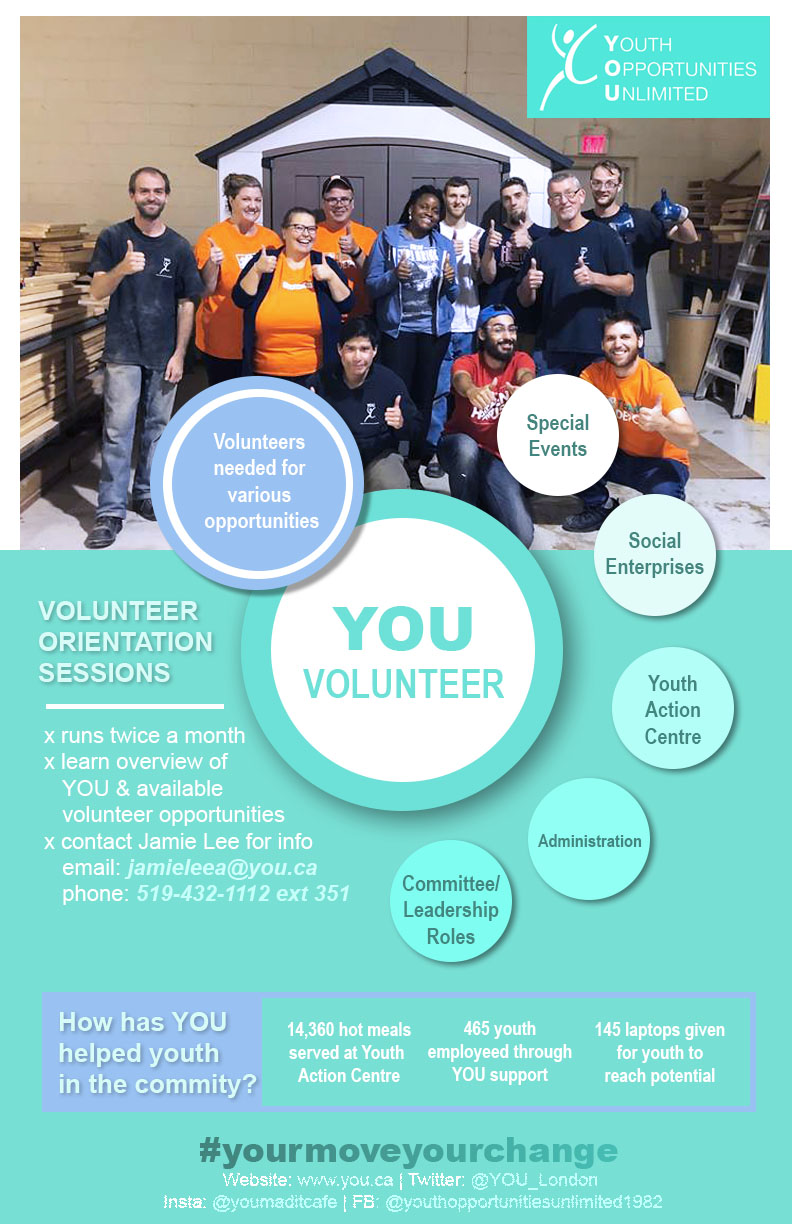 YOUTH
OPPORTUNITIES
UNLIMITED
Volunteers
needed for
various
opportunities
Special
Events
Social
Enterprises
Youth
Action
Centre
Administration
Committee/
Leadership
Roles
YOU
VOLUNTEER
VOLUNTEER
ORIENTATION
SESSIONS
x runs twice a month
x learn overview of
YOU & available
volunteer opportunities
x contact Jamie Lee for info
email: jamieleea@you.ca
phone: 519-432-1112 ext 351
How has YOU
helped youth
in the commity?
14,360 hot meals
served at Youth
Action Centre
465 youth
employeed through
YOU support
145 laptops given
for youth to
reach potential
#yourmoveyourchange
Website: www.you.ca | Twitter: @YOU_London
Insta: @youmaditcafe | FB: @youthopportunitiesunlimited1982